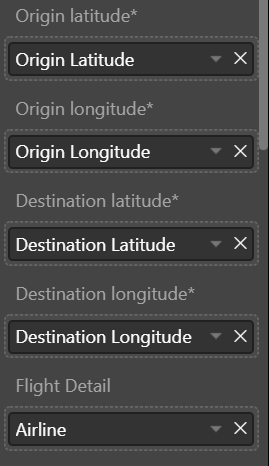 Origin latitude*
Origin Latitude
Origin longitude*
Origin Longitude
Destination latitude*
Destination Latitude
Destination longitude*
Destination Longitude
Flight Detail
Airline